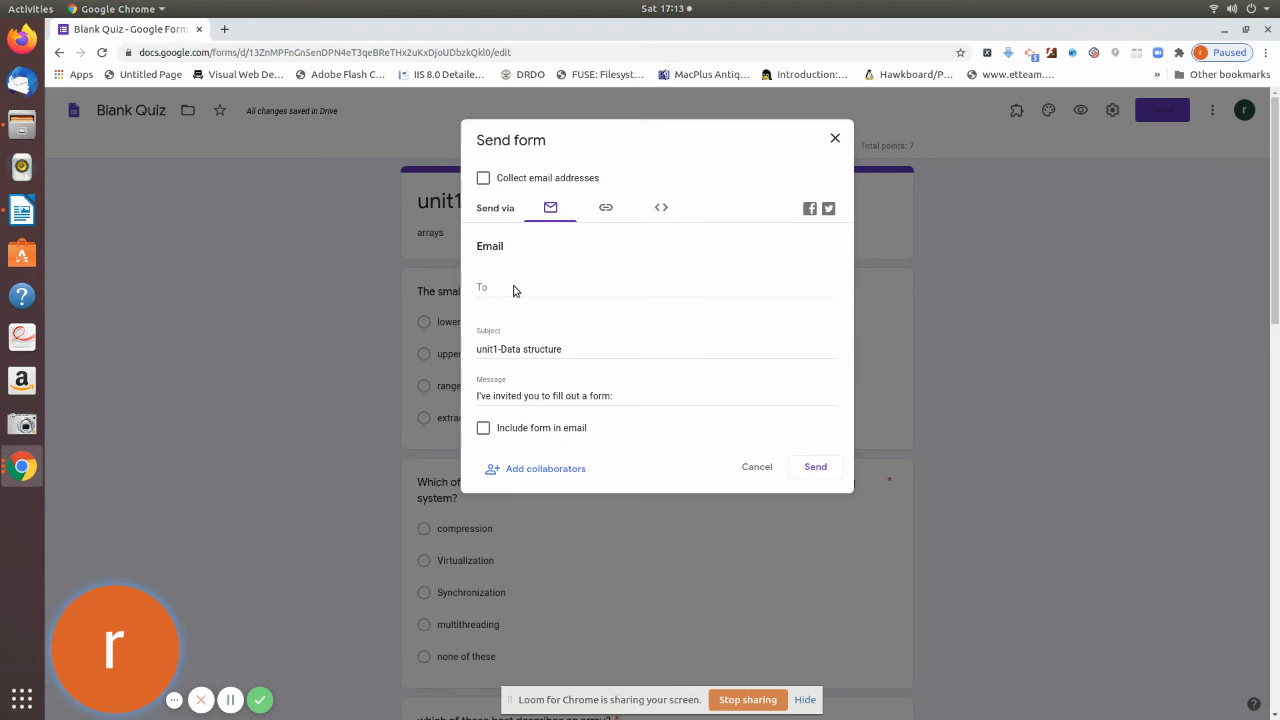 Activities
Google Chrome
Sat 17:13
Blank Quiz - Google Form
docs.google.com/forms/d/13ZnMPFnGnSenDPN4eT3qeBReTHx2uKxDjoUDbzkQkl0/edit
Paused
Apps
Untitled Page
Visual Web De...
Adobe Flash C...
IIS 8.0 Detaile...
DRDO
FUSE: Filesyst...
MacPlus Antiq...
Introduction:...
Hawkboard/P...
www.etteam....
»
Other bookmarks
Blank Quiz
All changes saved in Drive
r
Total points: 7
Send form
Collect email addresses
Send via
Email
To
Subject
unit1-Data structure
Message
I've invited you to fill out a form:
Include form in email
Add collaborators
Cancel
Send
unit1
arrays
The smal
lower
upper
range
extra
Which of
system?
*
compression
Virtualization
Synchronization
multithreading
none of these
r
Loom for Chrome is sharing your screen.
Stop sharing
Hide